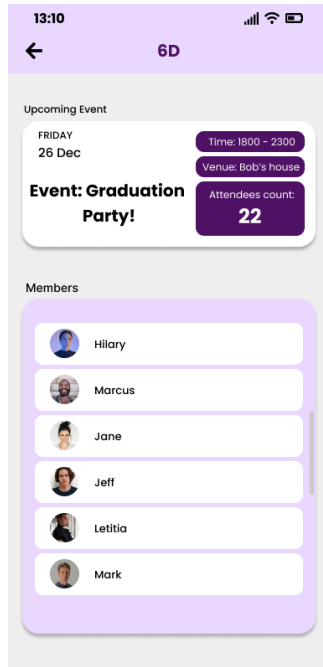 13:10
6D
Upcoming Event
FRIDAY
26 Dec
Event: Graduation
Party!
Time: 1800 - 2300
Venue: Bob's house
Attendees count:
22
Members
Hilary
Marcus
Jane
Jeff
Letitia
Mark